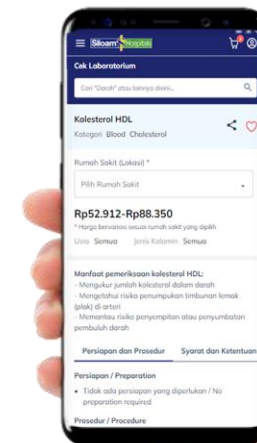 Siloam Hospitals
Cek Laboratorium
Cari "Darah" atau lainnya disini..
Kolesterol HDL
Kategori Blood Cholesterol
Rumah Sakit (Lokasi) *
Pilih Rumah Sakit
Rp52.912-Rp88.350
* Harga bervariasi sesuai rumah sakit yang dipilih
Usia Semua Jenis Kelamin Semua
Manfaat pemeriksaan kolesterol HDL:
- Mengukur jumlah kolesterol dalam darah
- Mengetahui risiko penumpukan timbunan lemak
(plak) di arteri
- Memantau risiko penyempitan atau penyumbatan
pembuluh darah
Persiapan dan Prosedur Syarat dan Ketentuan
Persiapan / Preparation
• Tidak ada persiapan yang diperlukan / No
preparation required
Prosedur / Procedure